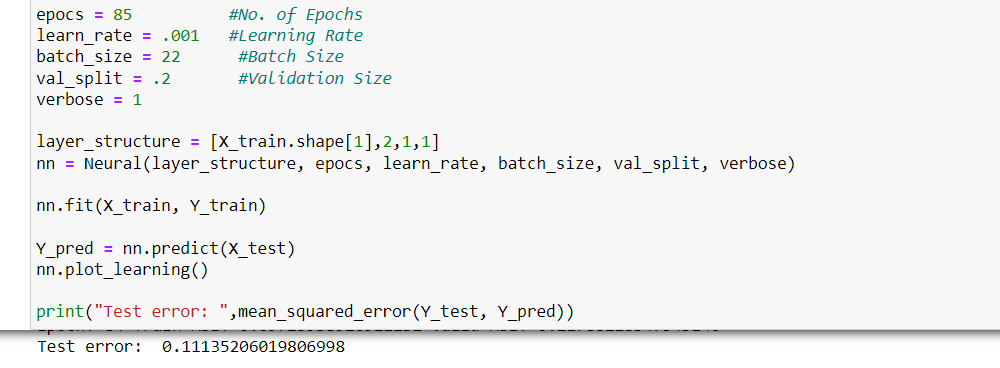 epocs = 85 #No. of Epochs
learn_rate = .001 #Learning Rate
batch_size = 22 #Batch Size
val_split = .2 #Validation Size
verbose = 1
layer_structure = [X_train.shape[1],2,1,1]
nn = Neural(layer_structure, epocs, learn_rate, batch_size, val_split, verbose)
nn.fit(X_train, Y_train)
Y_pred = nn.predict(X_test)
nn.plot_learning()
print("Test error: ",mean_squared_error(Y_test, Y_pred))
Test error: 0.11135206019806998